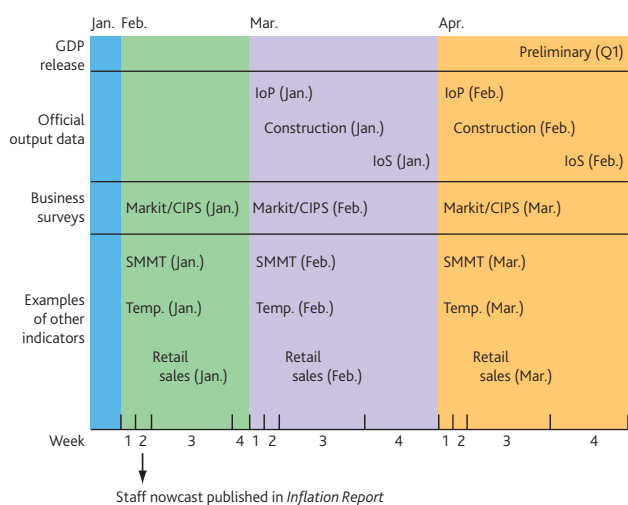 Jan. Feb. Mar. Apr.
GDP
release
Preliminary (Q1)
Official
output data
IoP (Jan.) IoP (Feb.)
Construction (Jan.) Construction (Feb.)
IoS (Jan.) IoS (Feb.)
Business
surveys
Markit/CIPS (Jan.) Markit/CIPS (Feb.) Markit/CIPS (Mar.)
Examples
of other
indicators
SMMT (Jan.) SMMT (Feb.) SMMT (Mar.)
Temp. (Jan.) Temp. (Feb.) Temp. (Mar.)
Retail Retail Retail
sales (Jan.) sales (Feb.) sales (Mar.)
Week 1 2 3 4 1 2 3 4 1 2 3 4
Staff nowcast published in Inflation Report